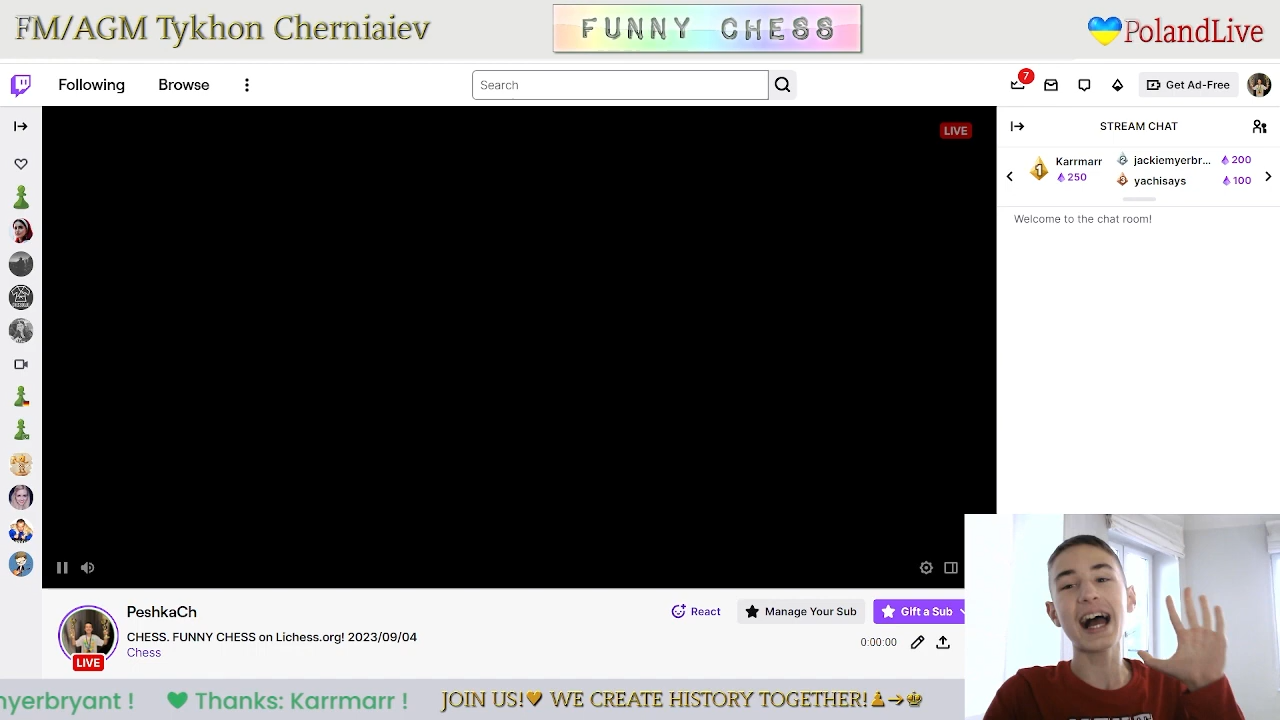 FM/AGM Tykhon Cherniaiev
FUNNY CHESS
PolandLive
Following
Browse
Search
7
Get Ad-Free
LIVE
STREAM CHAT
1
Karrmarr
250
2
jackiemyerbr...
200
3
yachisays
100
Welcome to the chat room!
PeshkaCh
React
Manage Your Sub
Gift a Sub
CHESS. FUNNY CHESS on Lichess.org! 2023/09/04
Chess
0:00:00
LIVE
nyerbryant !
Thanks: Karrmarr !
JOIN US!🧡 WE CREATE HISTORY TOGETHER!♟→♚